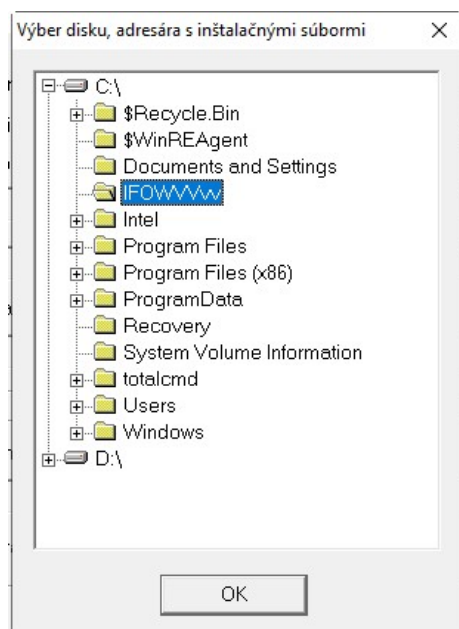 Výber disku, adresára s inštalačnými súbormi
C:\
$Recycle.Bin
$WinREAgent
Documents and Settings
Intel
Program Files
Program Files (x86)
ProgramData
Recovery
System Volume Information
totalcmd
Users
Windows
D:\
OK